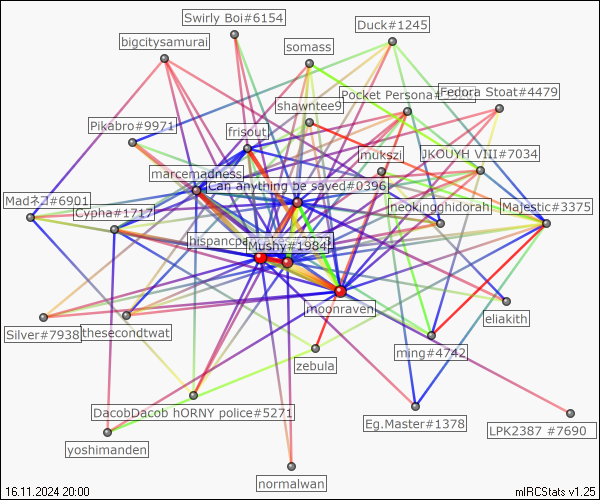 Swirly Boi#6154
Duck#1245
bigcitysamurai
somass
Fedora Stoat#4479
Pocket Persona#
shawntee9
Pikabro#9971
frisout
mukszi
JKOUYH VIII#7034
marcemadness
Can anything be saved#0396
Madネコ#6901
Cypha#1717
neokingghidorah
Majestic#3375
hispancpa
Mushy#1984
moonraven
eliakith
Silver#7938
thesecondtwat
ming#4742
zebula
DacobDacob hORNY police#5271
Eg.Master#1378
LPK2387 #7690
yoshimanden
normalwan
16.11.2024 20:00
mIRCStats v1.25